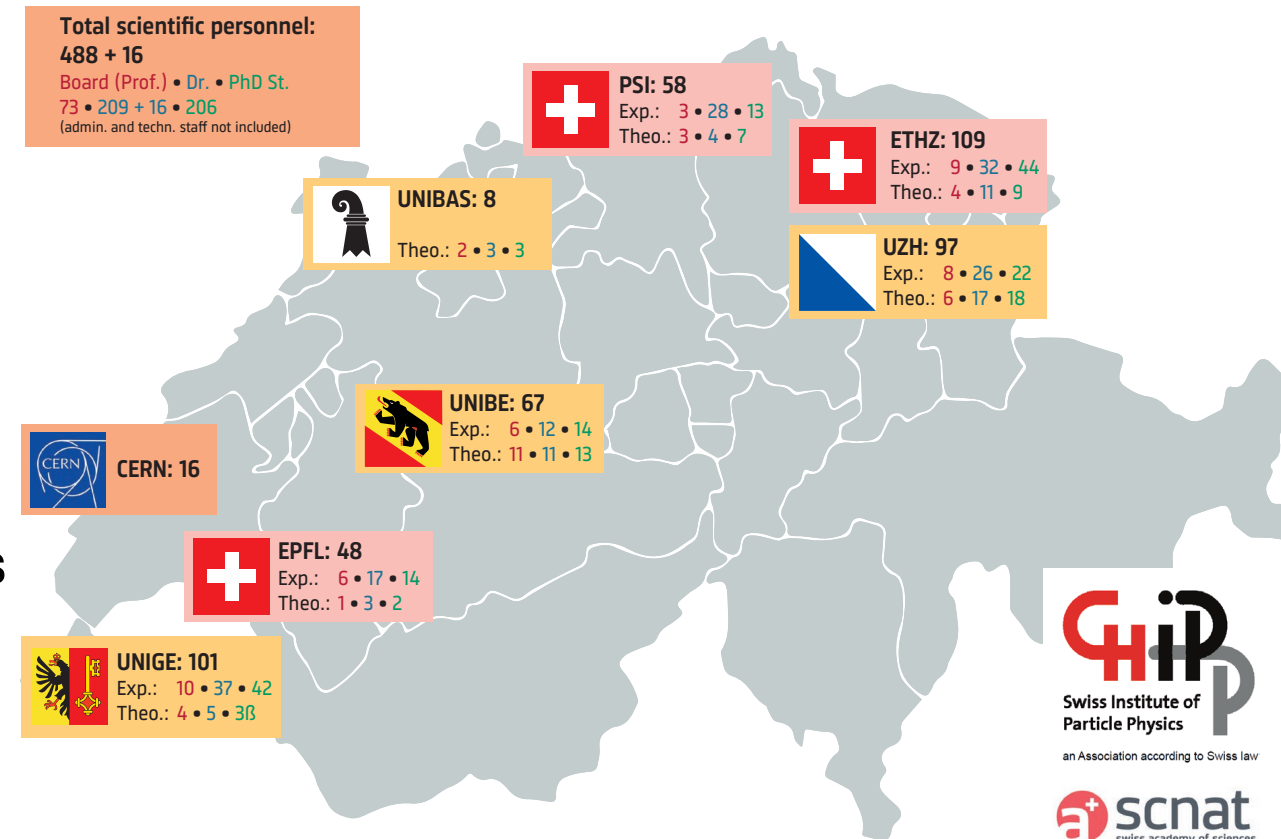 Total scientific personnel:
488 + 16
Board (Prof.) • Dr. • PhD St.
73 • 209 + 16 • 206
(admin. and techn. staff not included)
PSI: 58
Exp.: 3 • 28 • 13
Theo.: 3 • 4 • 7
ETHZ: 109
Exp.: 9 • 32 • 44
Theo.: 4 • 11 • 9
UNIBAS: 8
Theo.: 2 • 3 • 3
UZH: 97
Exp.: 8 • 26 • 22
Theo.: 6 • 17 • 18
UNIBE: 67
Exp.: 6 • 12 • 14
Theo.: 11 • 11 • 13
CERN
CERN: 16
EPFL: 48
Exp.: 6 • 17 • 14
Theo.: 1 • 3 • 2
s
UNIGE: 101
Exp.: 10 • 37 • 42
Theo.: 4 • 5 • 3ß
CHiPP
Swiss Institute of
Particle Physics
an Association according to Swiss law
a+ scnat
swiss academy of sciences